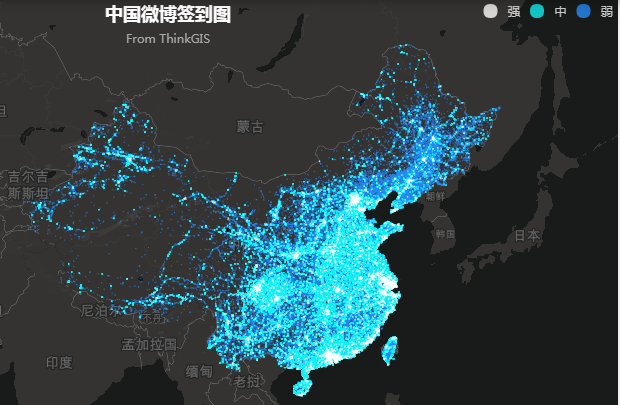 中国微博签到图
From ThinkGIS
强 中 弱
蒙古
吉尔吉
斯斯坦
朝鲜
韩国
日本
尼泊尔
不丹
孟加拉国
印度
缅甸
老挝